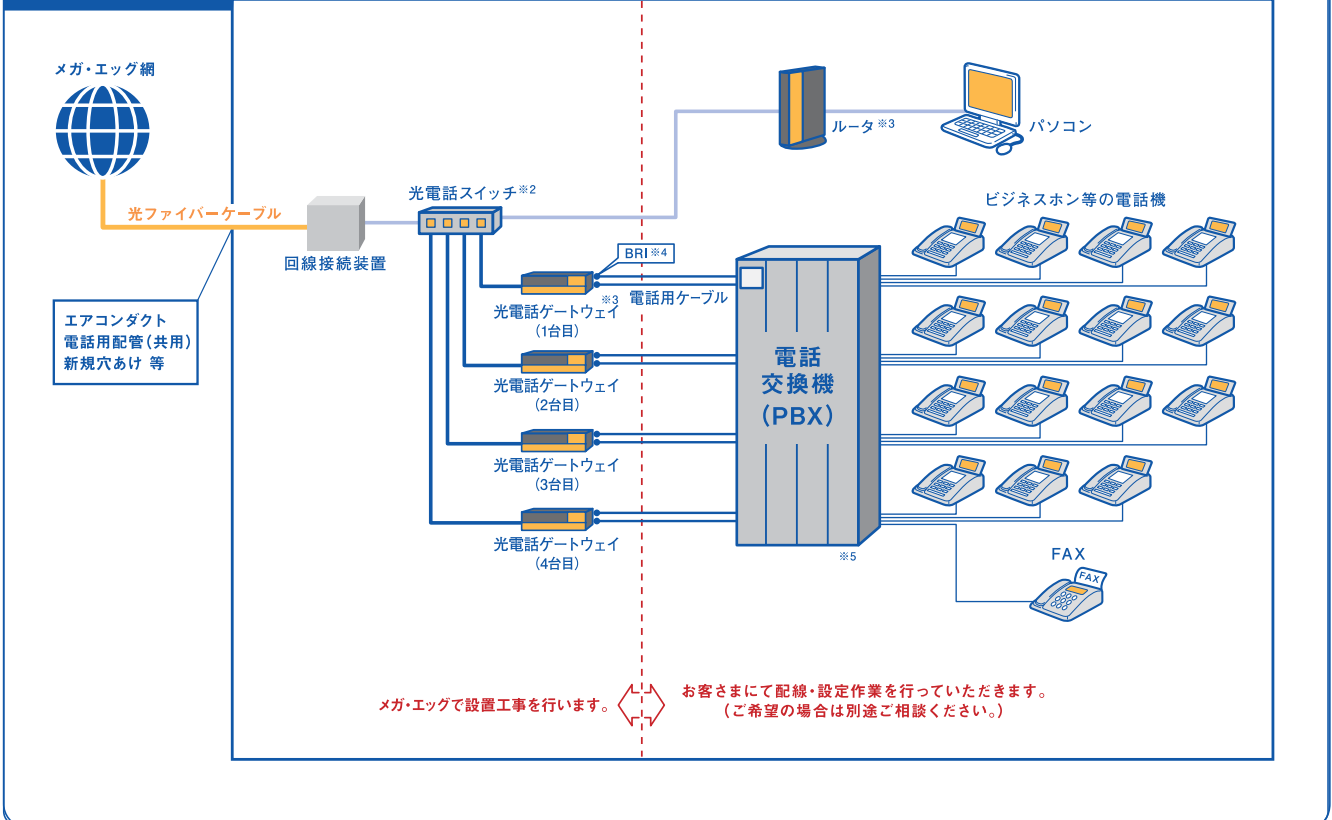 メガ・エッグ網
光ファイバーケーブル
エアコンダクト
電話用配管(共用)
新規穴あけ 等
回線接続装置
光電話スイッチ※2
ルータ※3
パソコン
BRI※4
※3
電話用ケーブル
光電話ゲートウェイ
(1台目)
光電話ゲートウェイ
(2台目)
光電話ゲートウェイ
(3台目)
光電話ゲートウェイ
(4台目)
電話
交換機
(PBX)
※5
ビジネスホン等の電話機
FAX
FAX
メガ・エッグで設置工事を行います。
お客さまにて配線・設定作業を行っていただきます。
(ご希望の場合は別途ご相談ください。)